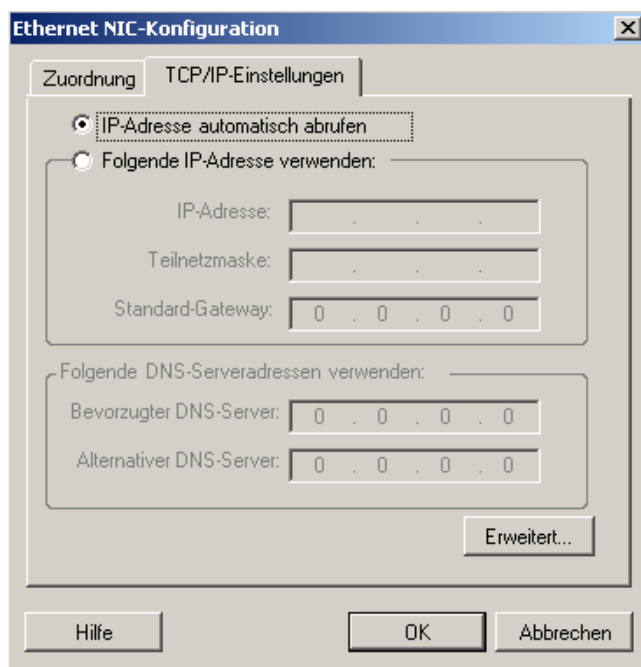 Ethernet NIC-Konfiguration
Zuordnung TCP/IP-Einstellungen
IP-Adresse automatisch abrufen
Folgende IP-Adresse verwenden:
IP-Adresse: . . .
Teilnetzmaske: . . .
Standard-Gateway: 0 . 0 . 0 . 0
Folgende DNS-Serveradressen verwenden:
Bevorzugter DNS-Server: 0 . 0 . 0 . 0
Alternativer DNS-Server: 0 . 0 . 0 . 0
Erweitert...
Hilfe OK Abbrechen